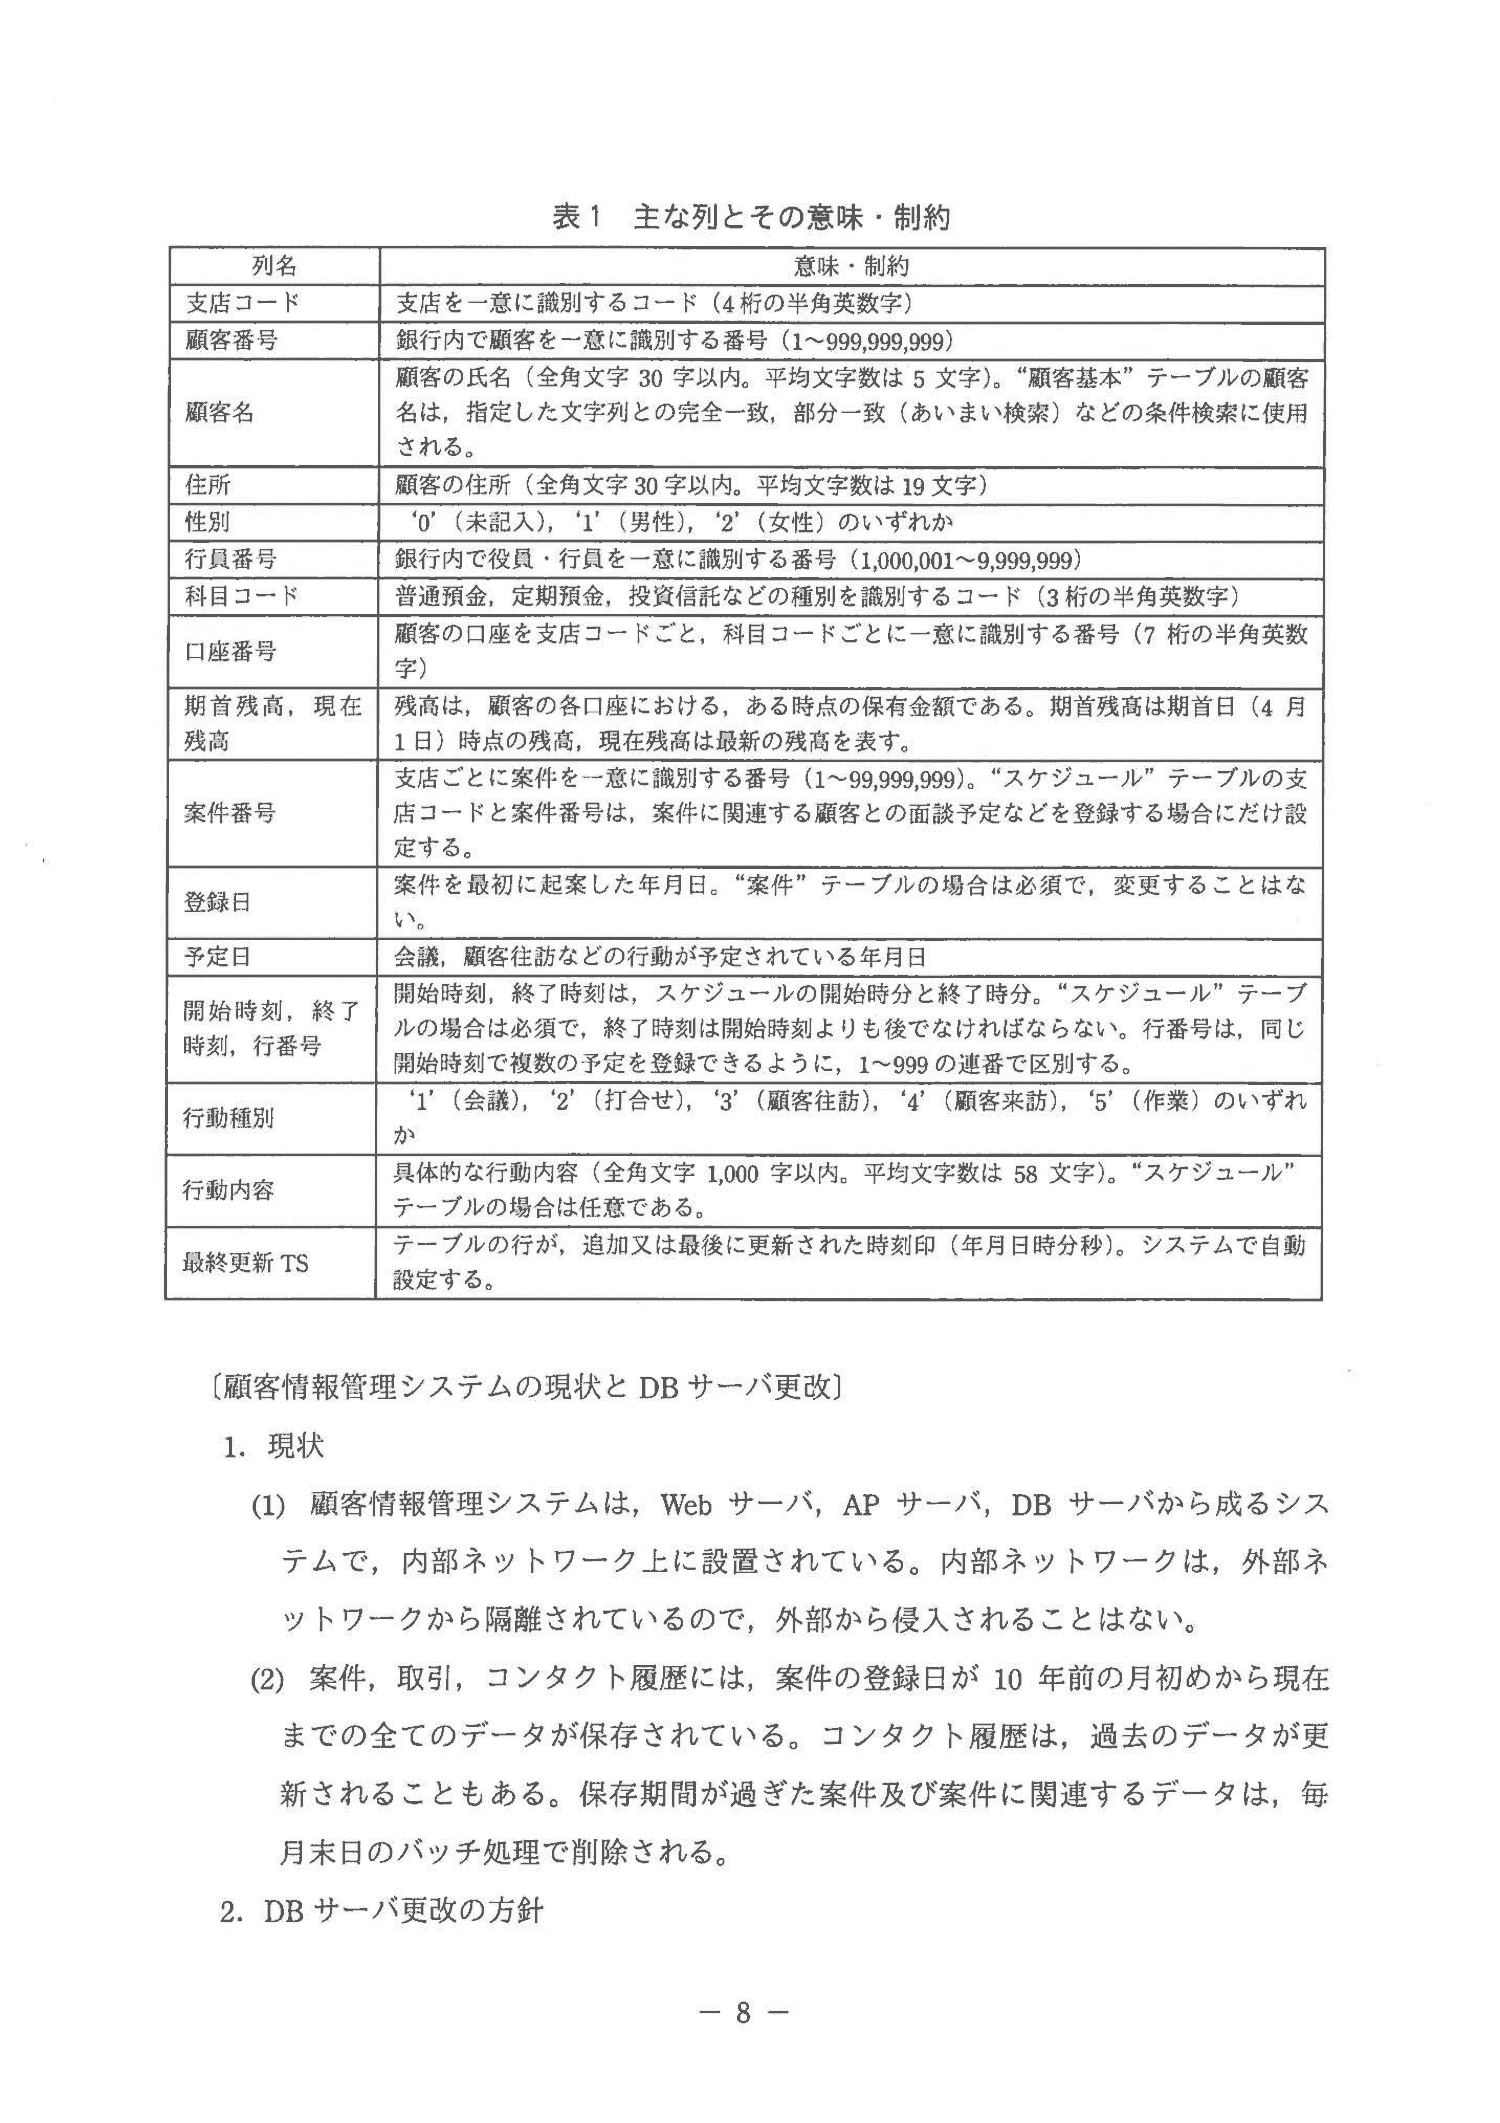 表1 主な列とその意味・制約
列名 意味・制約
支店コード 支店を一意に識別するコード（4桁の半角英数字）
顧客番号 銀行内で顧客を一意に識別する番号（1～999,999,999）
顧客名 顧客の氏名（全角文字 30 字以内。平均文字数は 5 文字）。“顧客基本” テーブルの顧客
名は，指定した文字列との完全一致，部分一致（あいまい検索）などの条件検索に使用
される。
住所 顧客の住所（全角文字 30 字以内。平均文字数は 19 文字）
性別 ‘0’（未記入），‘1’（男性），‘2’（女性）のいずれか
行員番号 銀行内で役員・行員を一意に識別する番号（1,000,001～9,999,999）
科目コード 普通預金，定期預金，投資信託などの種別を識別するコード（3桁の半角英数字）
口座番号 顧客の口座を支店コードごと，科目コードごとに一意に識別する番号（7 桁の半角英数
字）
期首残高，現在 残高は，顧客の各口座における，ある時点の保有金額である。期首残高は期首日（4 月
残高 1 日）時点の残高，現在残高は最新の残高を表す。
案件番号 支店ごとに案件を一意に識別する番号（1～99,999,999）。“スケジュール” テーブルの支
店コードと案件番号は，案件に関連する顧客との面談予定などを登録する場合にだけ設
定する。
登録日 案件を最初に起案した年月日。“案件” テーブルの場合は必須で，変更することはな
い。
予定日 会議，顧客往訪などの行動が予定されている年月日
開始時刻，終了 開始時刻，終了時刻は，スケジュールの開始時分と終了時分。“スケジュール” テーブ
時刻，行番号 ルの場合は必須で，終了時刻は開始時刻よりも後でなければならない。行番号は，同じ
開始時刻で複数の予定を登録できるように，1～999 の連番で区別する。
行動種別 ‘1’（会議），‘2’（打合せ），‘3’（顧客往訪），‘4’（顧客来訪），‘5’（作業）のいずれ
か
行動内容 具体的な行動内容（全角文字 1,000 字以内。平均文字数は 58 文字）。“スケジュール”
テーブルの場合は任意である。
最終更新 TS テーブルの行が，追加又は最後に更新された時刻印（年月日時分秒）。システムで自動
設定する。
〔顧客情報管理システムの現状と DB サーバ更改〕
1. 現状
(1) 顧客情報管理システムは，Web サーバ，AP サーバ，DB サーバから成るシス
テムで，内部ネットワーク上に設置されている。内部ネットワークは，外部ネ
ットワークから隔離されているので，外部から侵入されることはない。
(2) 案件，取引，コンタクト履歴には，案件の登録日が 10 年前の月初めから現在
までの全てのデータが保存されている。コンタクト履歴は，過去のデータが更
新されることもある。保存期間が過ぎた案件及び案件に関連するデータは，毎
月末日のバッチ処理で削除される。
2. DB サーバ更改の方針
－ 8 －